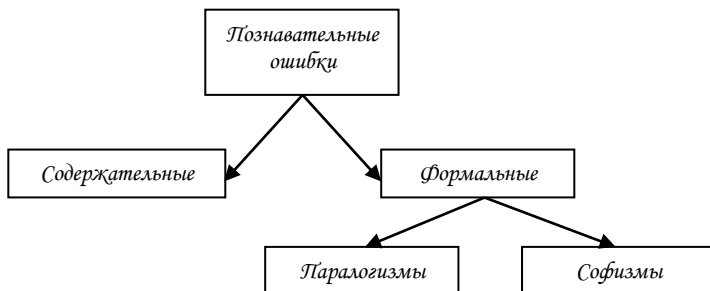 Познавательные
ошибки
Содержательные
Формальные
Паралогизмы
Софизмы